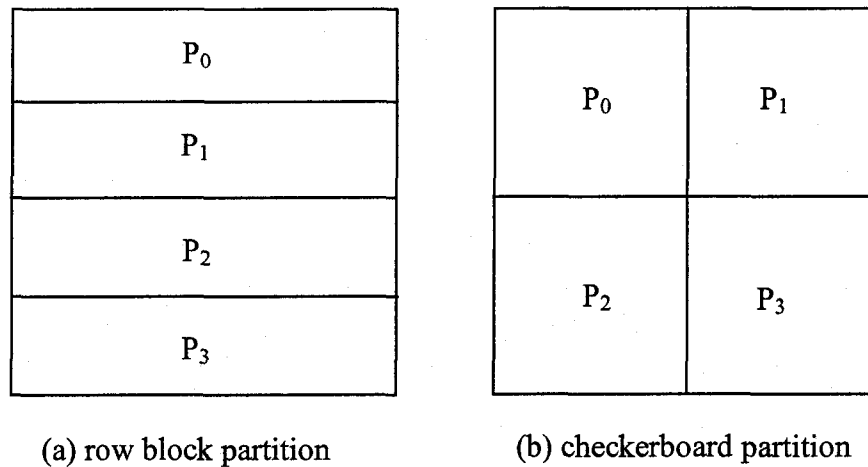 P₀
P₁
P₂
P₃
(a) row block partition
P₀ P₁
P₂ P₃
(b) checkerboard partition